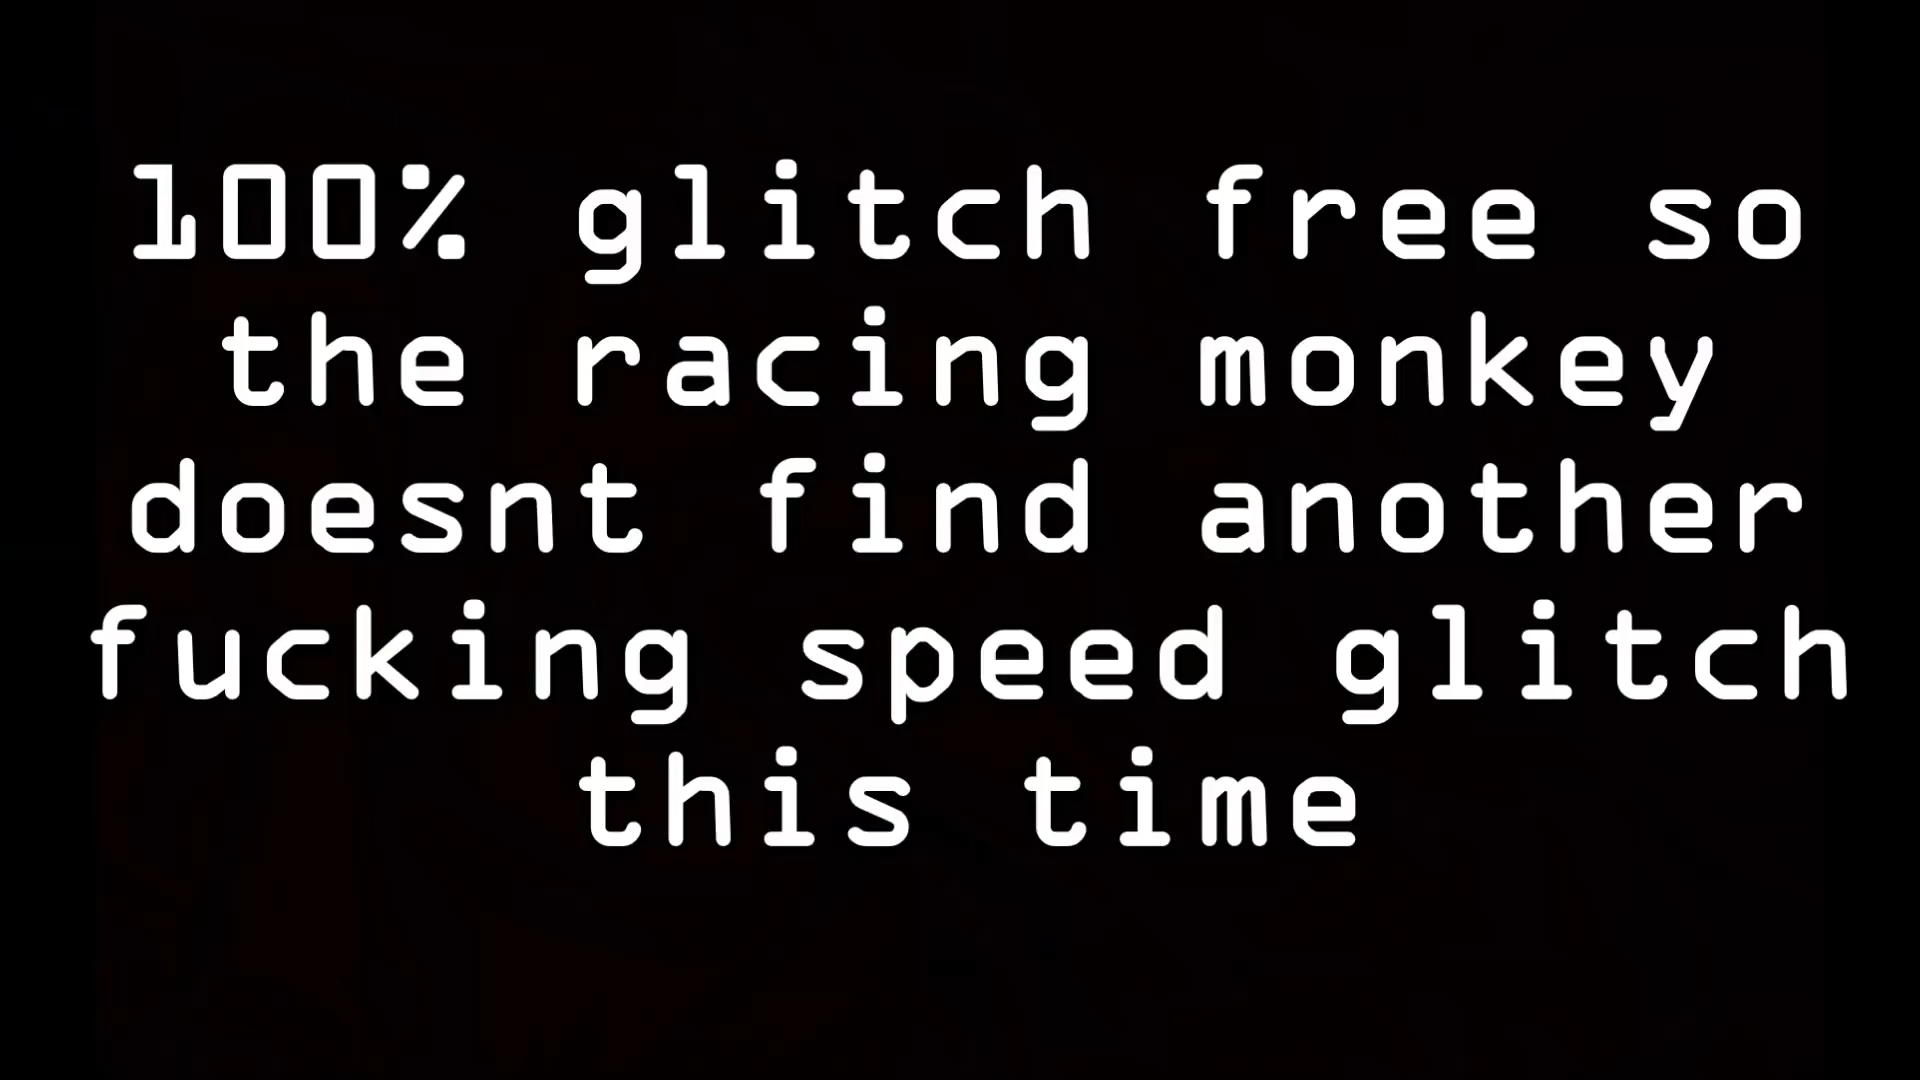 100% glitch free so
the racing monkey
doesnt find another
fucking speed glitch
this time